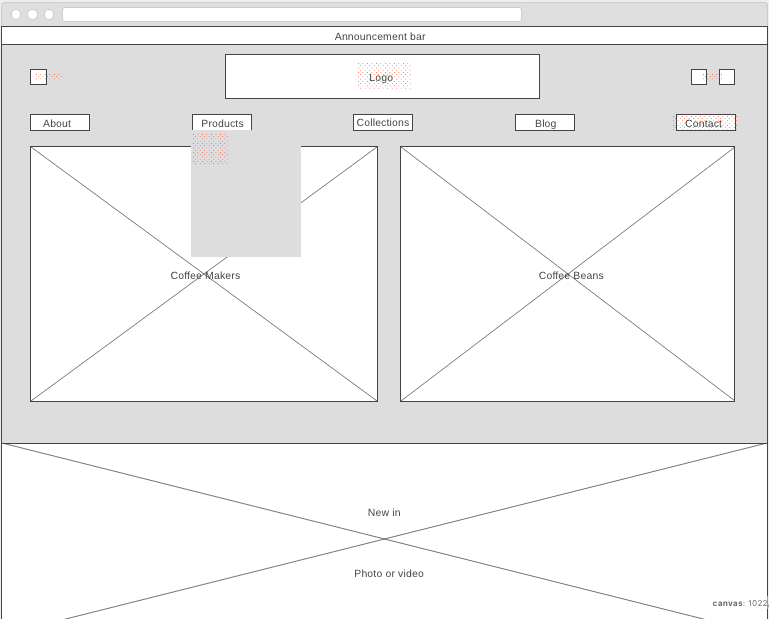 Announcement bar
Logo
About
Products
Collections
Blog
Contact
Coffee Makers
Coffee Beans
New in
Photo or video
canvas: 1022